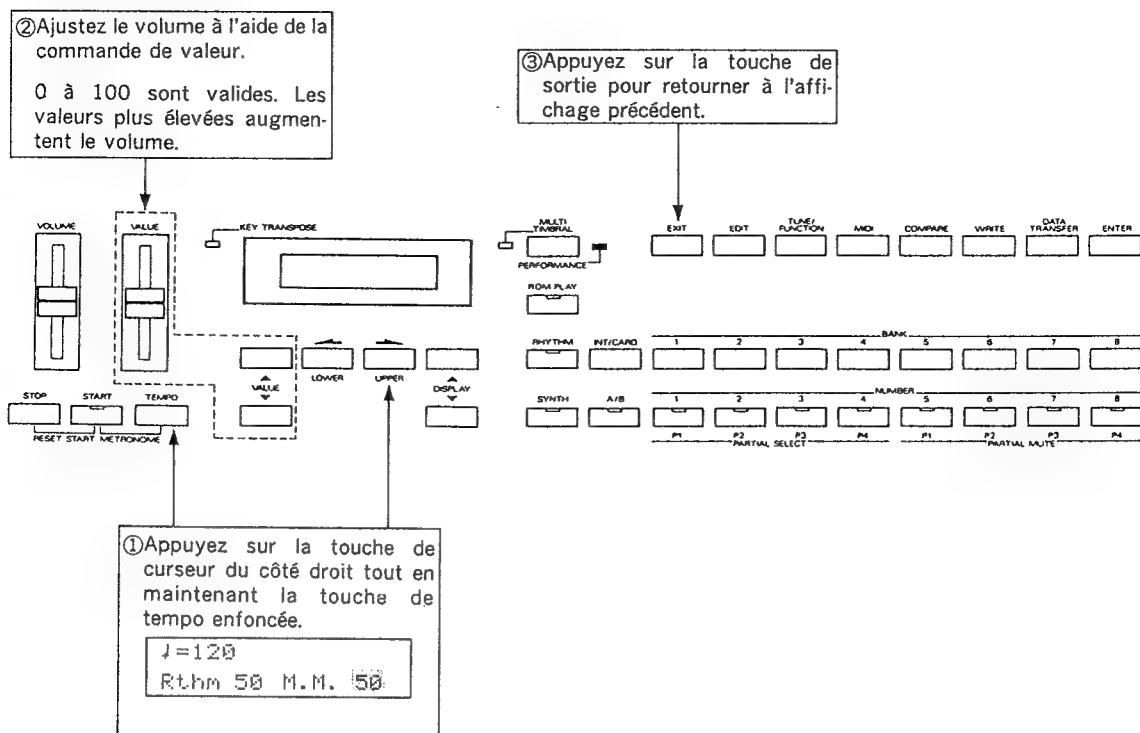 ②Ajustez le volume à l'aide de la
commande de valeur.
0 à 100 sont valides. Les
valeurs plus élevées augmen-
tent le volume.
③Appuyez sur la touche de
sortie pour retourner à l'affi-
chage précédent.
VOLUME VALUE KEY TRANSPOSE MULTI TIMBRAL EXIT EDIT TUNE/FUNCTION MIDI COMPARE WRITE DATA TRANSFER ENTER
PERFORMANCE
ROM PLAY
RHYTHM INT/CARD BANK
1 2 3 4 5 6 7 8
VALUE LOWER UPPER DISPLAY
NUMBER
STOP START TEMPO SYNTH A/B 1 2 3 4 5 6 7 8
RESET START METRONOME
P1 P2 P3 P4 P1 P2 P3 P4
PARTIAL SELECT PARTIAL MUTE
①Appuyez sur la touche de
curseur du côté droit tout en
maintenant la touche de
tempo enfoncée.
♩=120
Rthm 50 M.M. 50